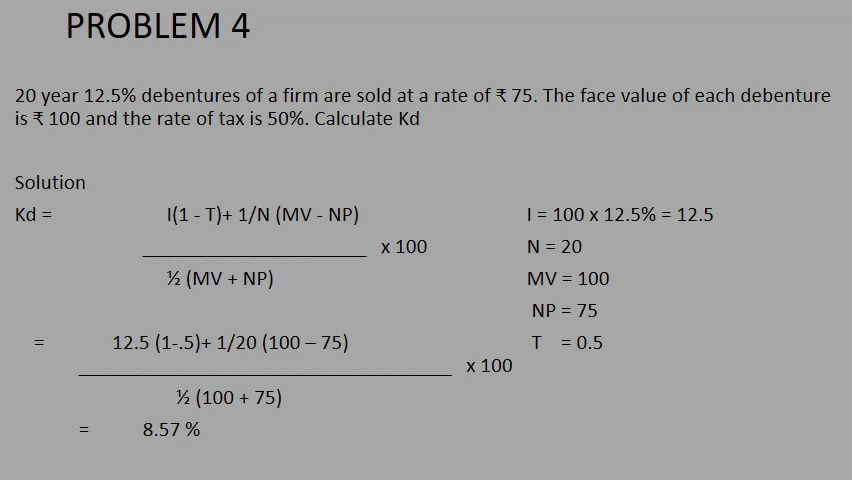 PROBLEM 4
20 year 12.5% debentures of a firm are sold at a rate of ₹ 75. The face value of each debenture
is ₹ 100 and the rate of tax is 50%. Calculate Kd
Solution
Kd = I(1 - T)+ 1/N (MV - NP) I = 100 x 12.5% = 12.5
x 100 N = 20
½ (MV + NP) MV = 100
NP = 75
= 12.5 (1-.5)+ 1/20 (100 – 75) T = 0.5
x 100
½ (100 + 75)
= 8.57 %